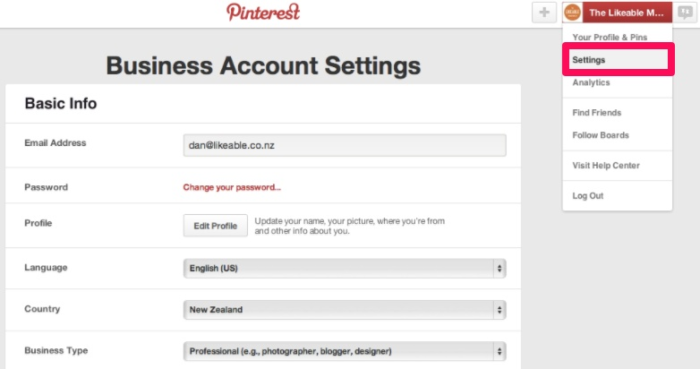 Pinterest
The Likeable M...
Your Profile & Pins
Settings
Analytics
Find Friends
Follow Boards
Visit Help Center
Log Out
Business Account Settings
Basic Info
Email Address
dan@likeable.co.nz
Password
Change your password...
Profile
Edit Profile
Update your name, your picture, where you're from
and other info about you.
Language
English (US)
Country
New Zealand
Business Type
Professional (e.g., photographer, blogger, designer)